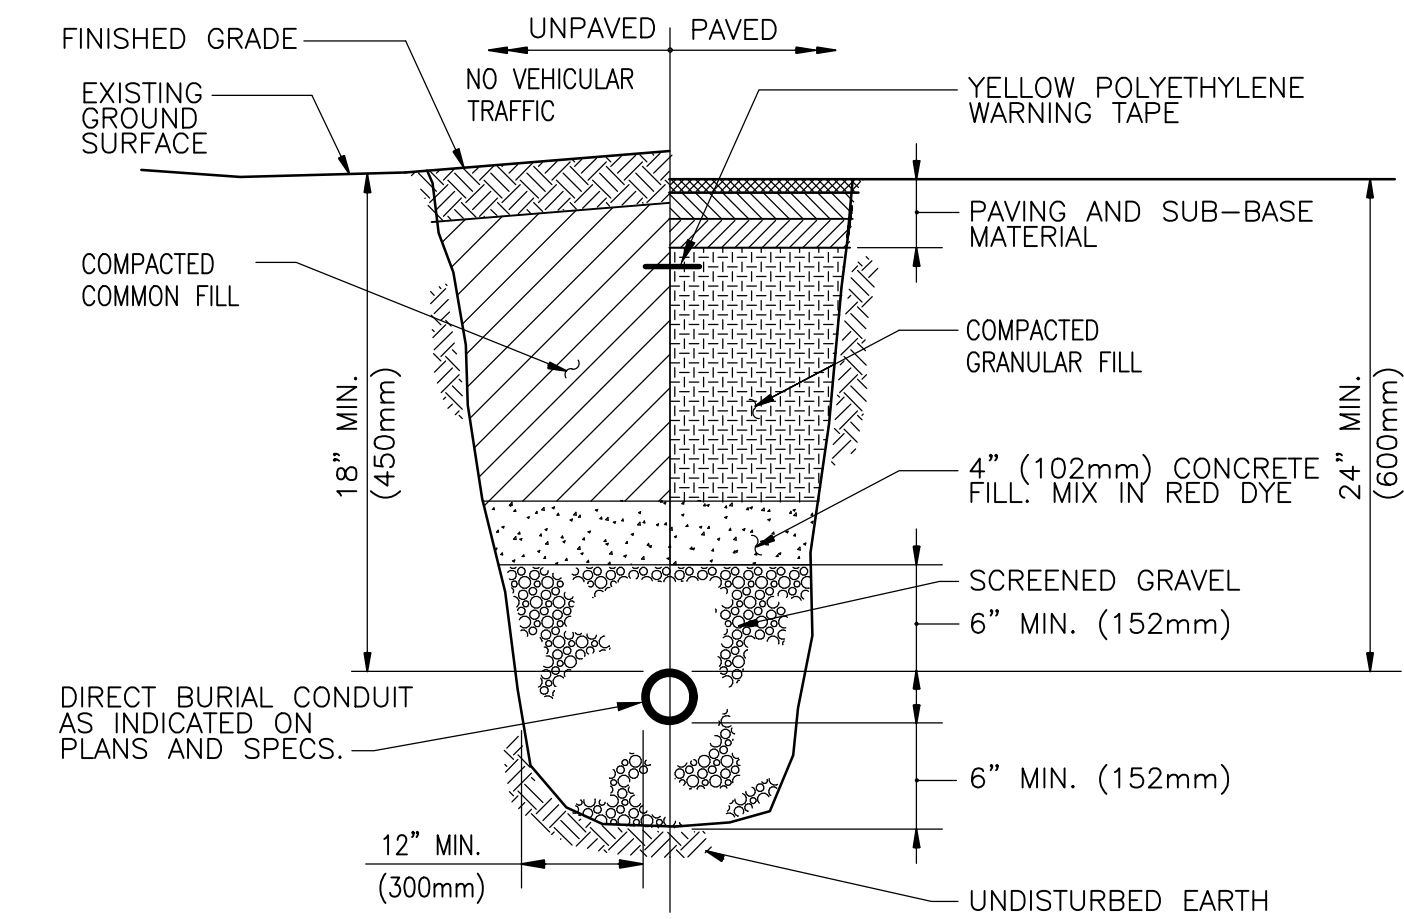 UNPAVED PAVED
FINISHED GRADE
NO VEHICULAR
TRAFFIC
EXISTING
GROUND
SURFACE
YELLOW POLYETHYLENE
WARNING TAPE
PAVING AND SUB-BASE
MATERIAL
COMPACTED
COMMON FILL
COMPACTED
GRANULAR FILL
18" MIN.
(450mm)
24" MIN.
(600mm)
4" (102mm) CONCRETE
FILL. MIX IN RED DYE
SCREENED GRAVEL
6" MIN. (152mm)
DIRECT BURIAL CONDUIT
AS INDICATED ON
PLANS AND SPECS.
6" MIN. (152mm)
12" MIN.
(300mm)
UNDISTURBED EARTH